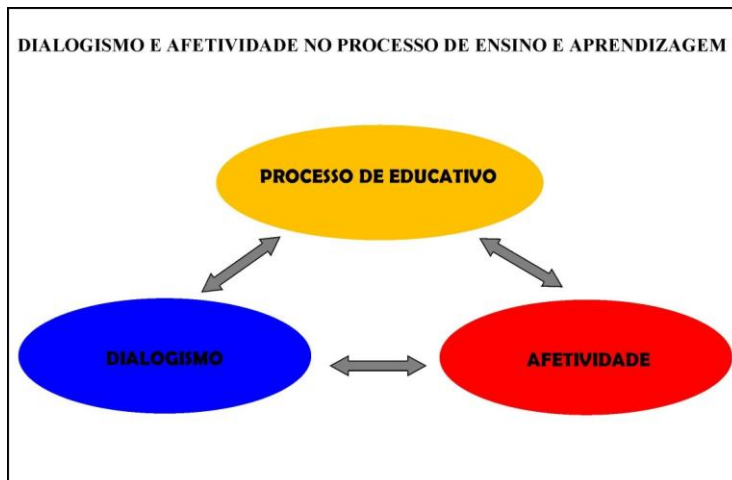 DIALOGISMO E AFETIVIDADE NO PROCESSO DE ENSINO E APRENDIZAGEM
PROCESSO DE EDUCATIVO
DIALOGISMO
AFETIVIDADE